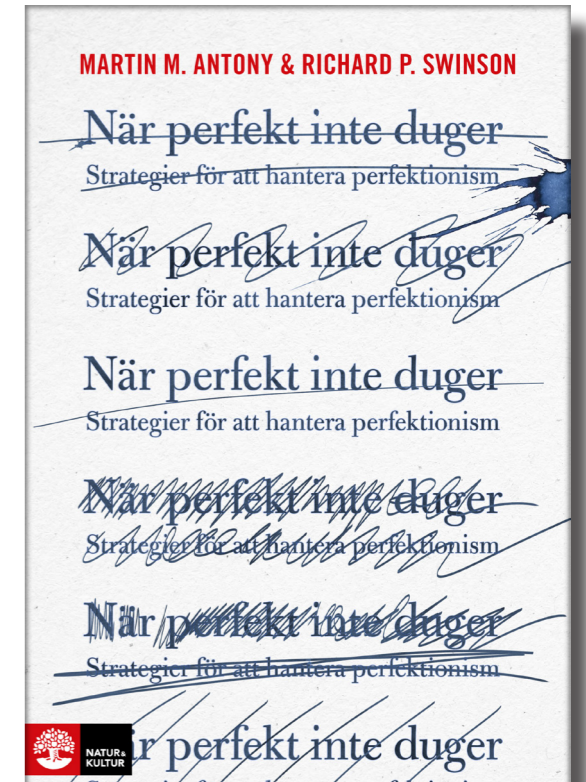 MARTIN M. ANTONY & RICHARD P. SWINSON
När perfekt inte duger
Strategier för att hantera perfektionism
När perfekt inte duger
Strategier för att hantera perfektionism
När perfekt inte duger
Strategier för att hantera perfektionism
När perfekt inte duger
Strategier för att hantera perfektionism
När perfekt inte duger
Strategier för att hantera perfektionism
r perfekt inte duger
NATUR&
KULTUR